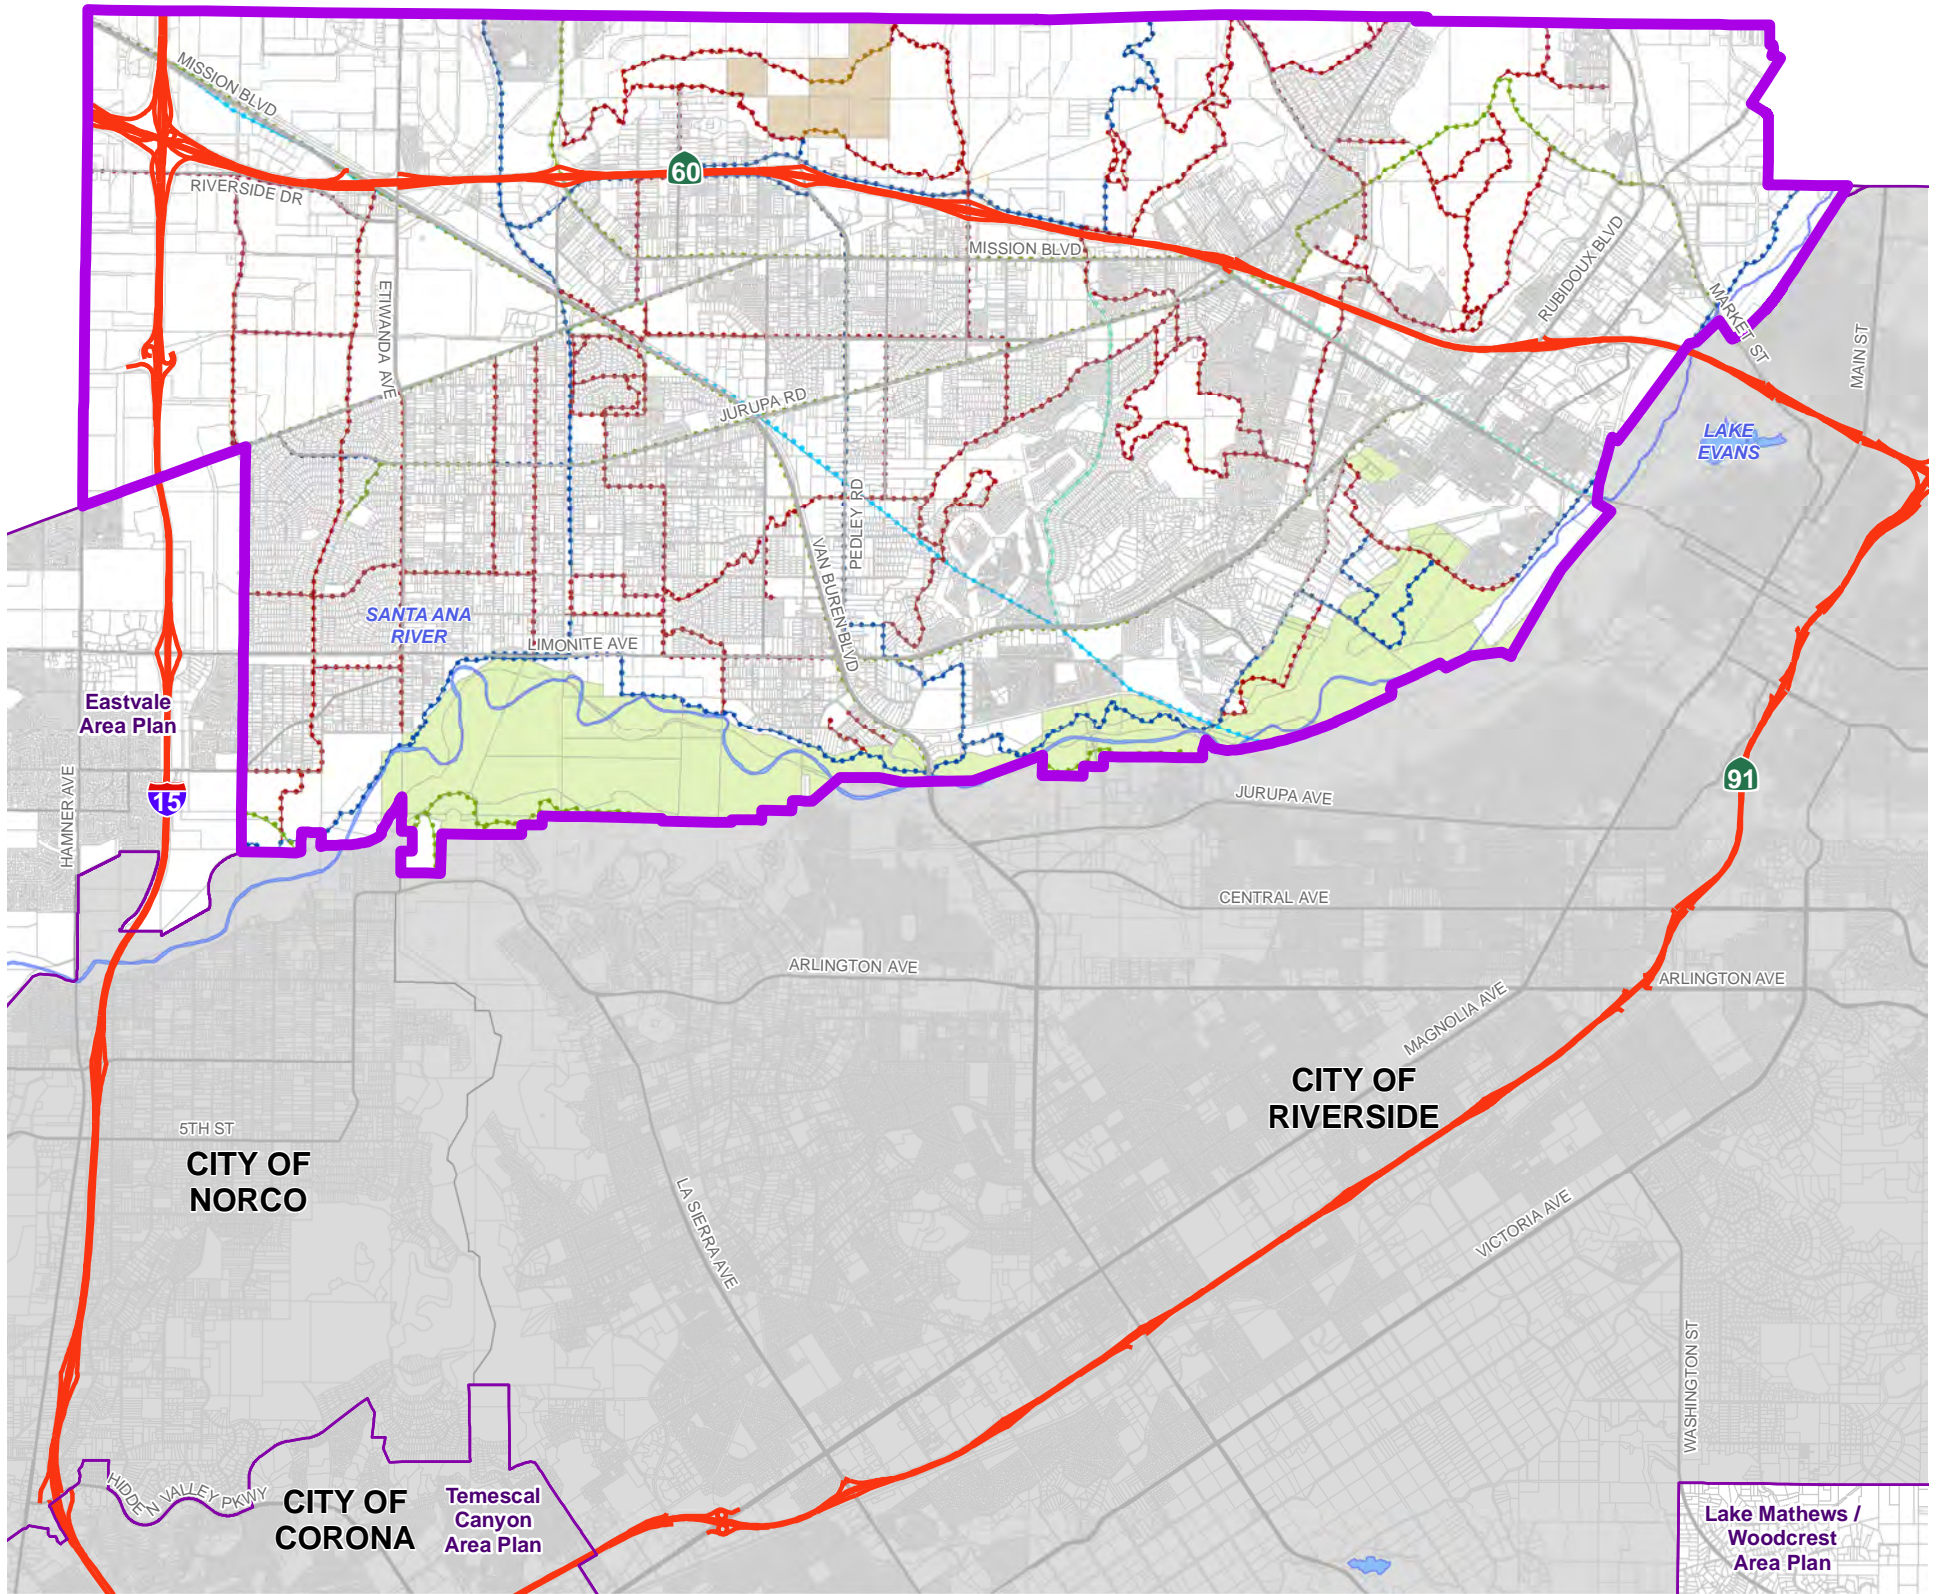 MISSION BLVD
60
RIVERSIDE DR
MISSION BLVD
RUBIDOUX BLVD
ETIWANDA AVE
MARKET ST
MAIN ST
JURUPA RD
LAKE
EVANS
PEDLEY RD
VAN BUREN BLVD
SANTA ANA
RIVER
LIMONITE AVE
Eastvale
Area Plan
15
HAMNER AVE
91
JURUPA AVE
CENTRAL AVE
ARLINGTON AVE
ARLINGTON AVE
MAGNOLIA AVE
CITY OF
RIVERSIDE
5TH ST
CITY OF
NORCO
LA SIERRA AVE
VICTORIA AVE
WASHINGTON ST
HIDDEN VALLEY PKWY
CITY OF
CORONA
Temescal
Canyon
Area Plan
Lake Mathews /
Woodcrest
Area Plan